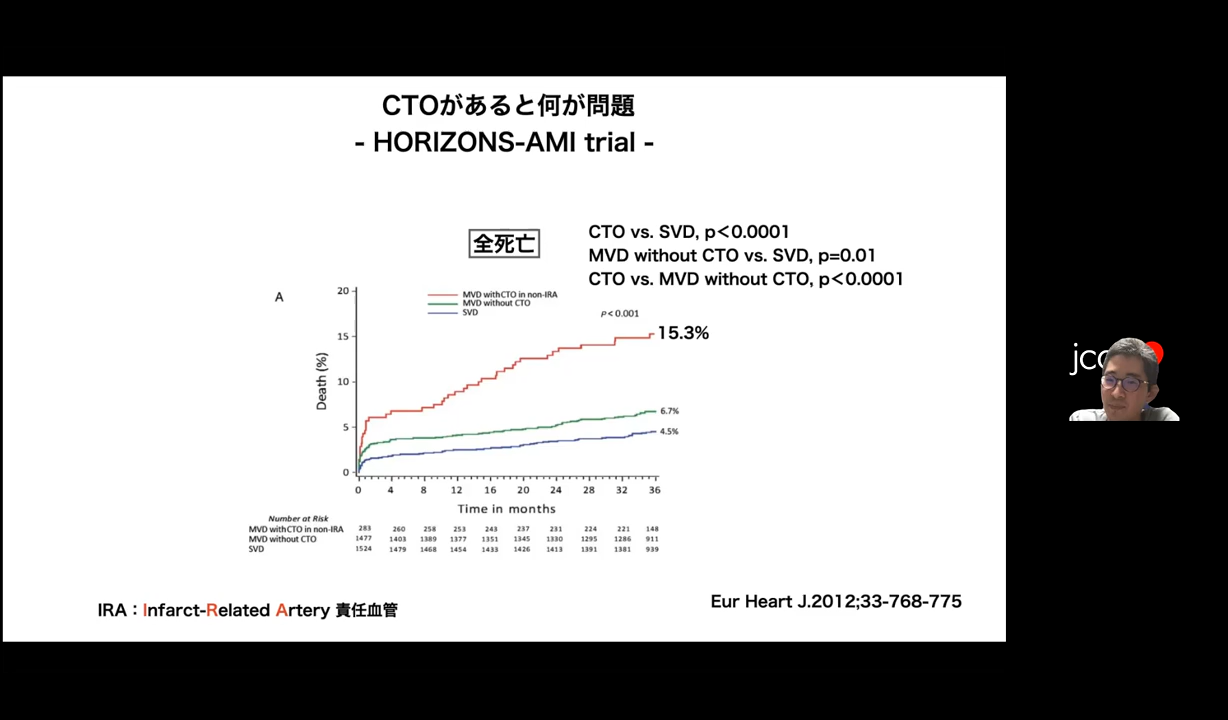 CTOがあると何が問題
- HORIZONS-AMI trial -
全死亡
CTO vs. SVD, p<0.0001
MVD without CTO vs. SVD, p=0.01
CTO vs. MVD without CTO, p<0.0001
A
MVD withCTO in non-IRA
MVD without CTO
SVD
P < 0.001
15.3%
6.7%
4.5%
Death (%)
20
15
10
5
0
0 4 8 12 16 20 24 28 32 36
Time in months
Number at Risk
MVD withCTO in non-IRA 283 260 258 253 243 237 231 224 221 148
MVD without CTO 1477 1403 1389 1377 1351 1345 1330 1295 1286 911
SVD 1524 1479 1468 1454 1433 1426 1413 1391 1381 939
IRA：Infarct-Related Artery 責任血管
Eur Heart J.2012;33-768-775